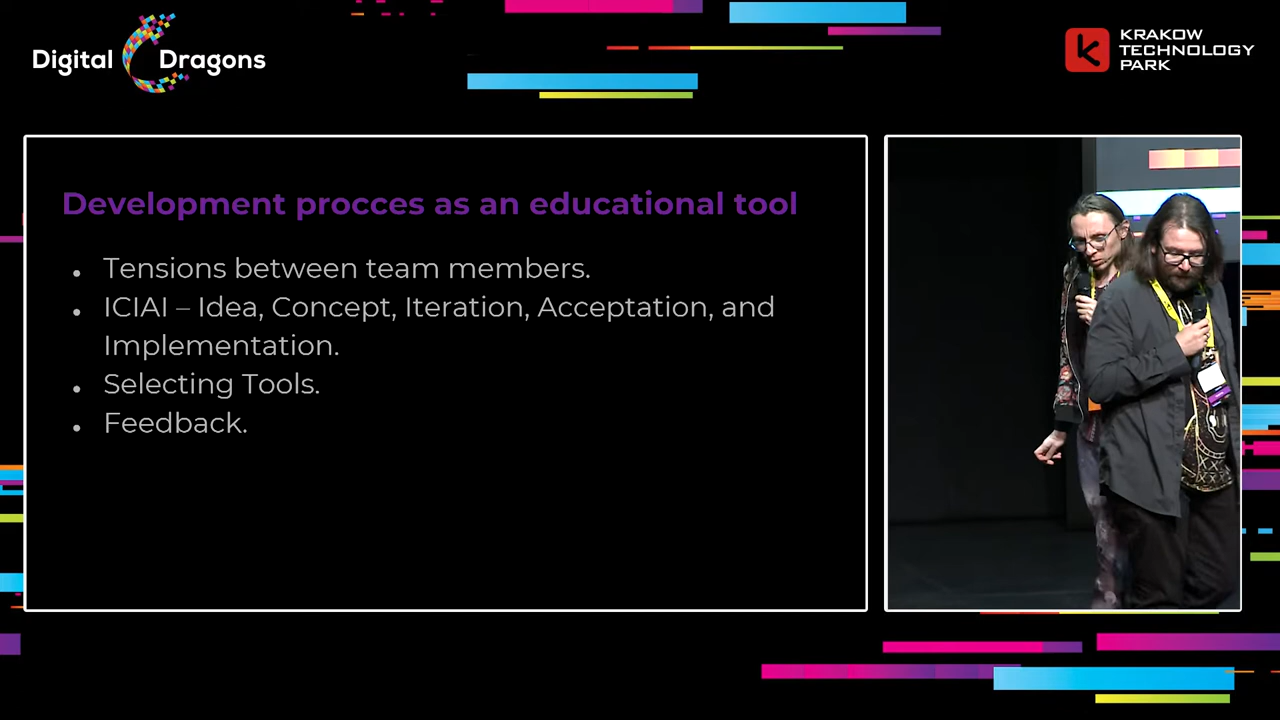 Digital Dragons
KRAKOW
TECHNOLOGY
PARK
Development procces as an educational tool
• Tensions between team members.
• ICIAI – Idea, Concept, Iteration, Acceptation, and
Implementation.
• Selecting Tools.
• Feedback.